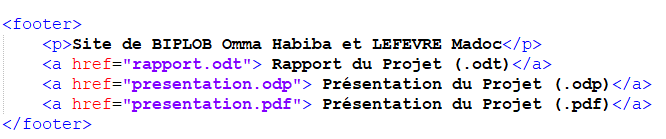 <footer>
<p>Site de BIPLOB Omma Habiba et LEFEVRE Madoc</p>
<a href="rapport.odt"> Rapport du Projet (.odt)</a>
<a href="presentation.odp"> Présentation du Projet (.odp)</a>
<a href="presentation.pdf"> Présentation du Projet (.pdf)</a>
</footer>